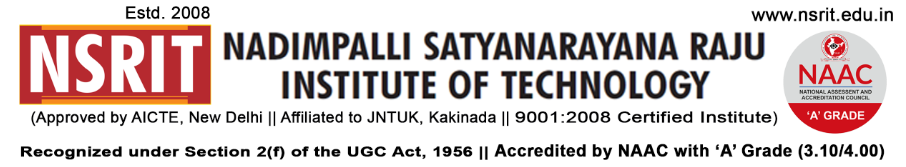 Estd. 2008
www.nsrit.edu.in
NSRIT
NADIMPALLI SATYANARAYANA RAJU
INSTITUTE OF TECHNOLOGY
NAAC
NATIONAL ASSESSMENT AND
ACCREDITATION COUNCIL
‘A’ GRADE
(Approved by AICTE, New Delhi || Affiliated to JNTUK, Kakinada || 9001:2008 Certified Institute)
Recognized under Section 2(f) of the UGC Act, 1956 || Accredited by NAAC with ‘A’ Grade (3.10/4.00)